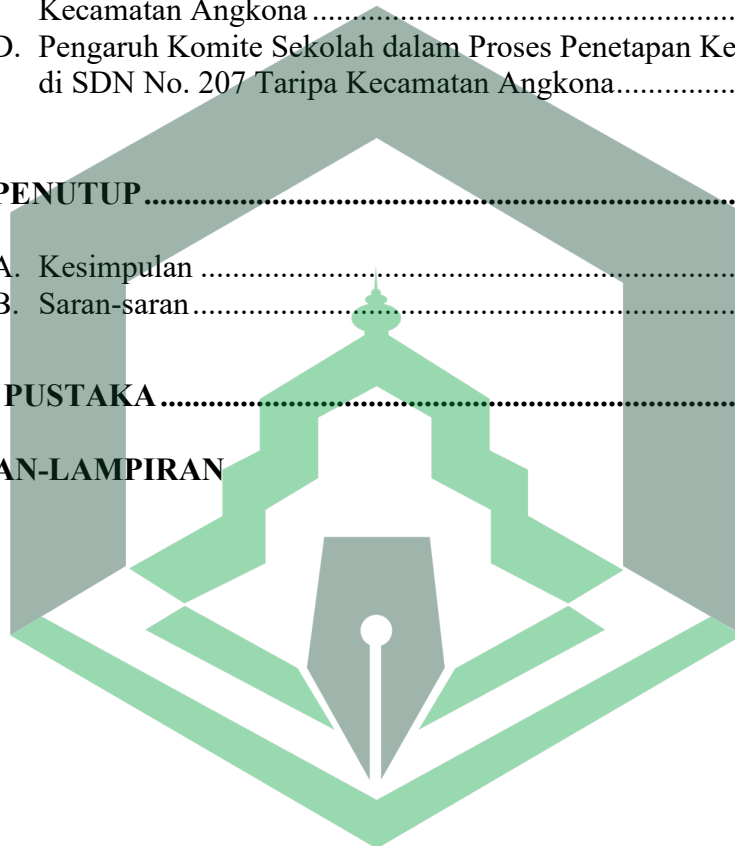 Kecamatan Angkona ........................................................
D. Pengaruh Komite Sekolah dalam Proses Penetapan Ke
di SDN No. 207 Taripa Kecamatan Angkona................
PENUTUP................................................................................
A. Kesimpulan ......................................................................
B. Saran-saran.......................................................................
PUSTAKA..............................................................................
AN-LAMPIRAN